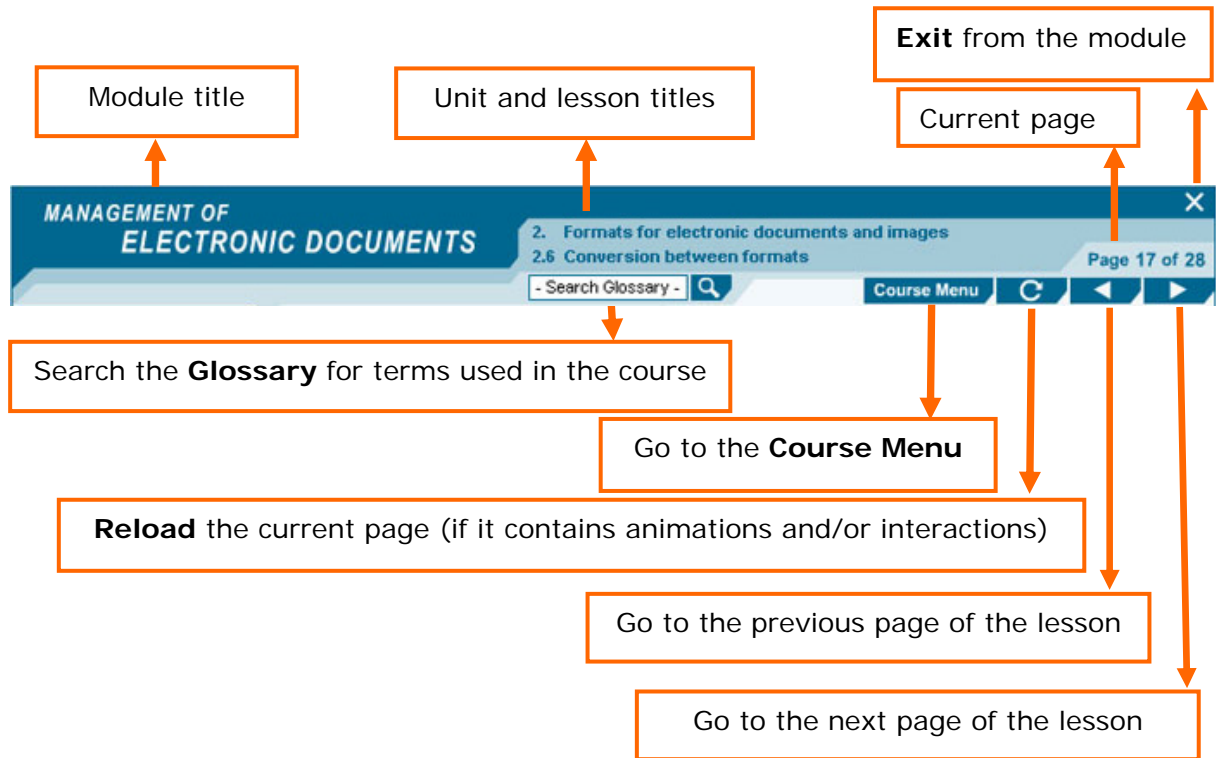 Exit from the module
Module title
Unit and lesson titles
Current page
MANAGEMENT OF
ELECTRONIC DOCUMENTS
2. Formats for electronic documents and images
2.6 Conversion between formats
Page 17 of 28
- Search Glossary -
Course Menu
Search the Glossary for terms used in the course
Go to the Course Menu
Reload the current page (if it contains animations and/or interactions)
Go to the previous page of the lesson
Go to the next page of the lesson